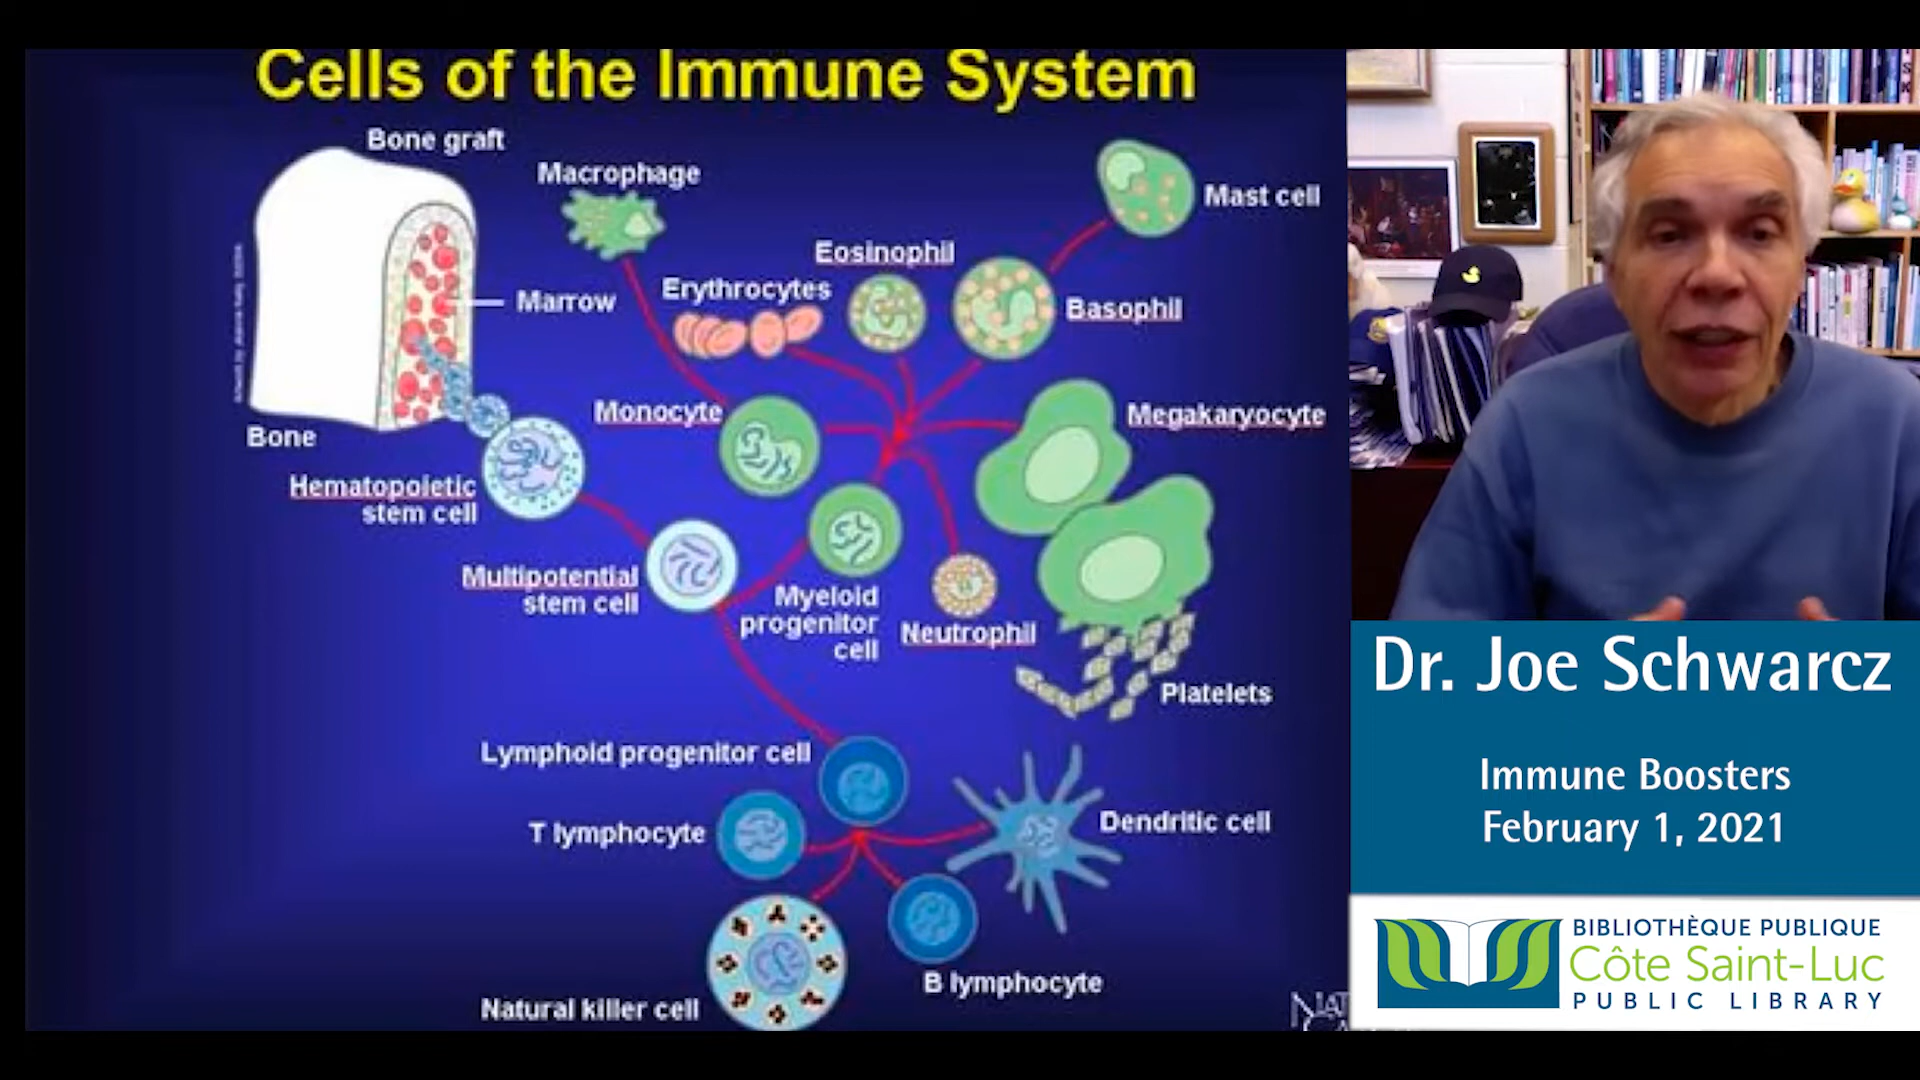 Cells of the Immune System
Bone graft
Macrophage
Mast cell
Eosinophil
Erythrocytes
Marrow
Basophil
Monocyte
Megakaryocyte
Bone
Hematopoietic
stem cell
Multipotential
stem cell
Myeloid
progenitor
cell
Neutrophil
Platelets
Lymphoid progenitor cell
T lymphocyte
Dendritic cell
B lymphocyte
Natural killer cell
Dr. Joe Schwarcz
Immune Boosters
February 1, 2021
BIBLIOTHÈQUE PUBLIQUE
Côte Saint-Luc
PUBLIC LIBRARY